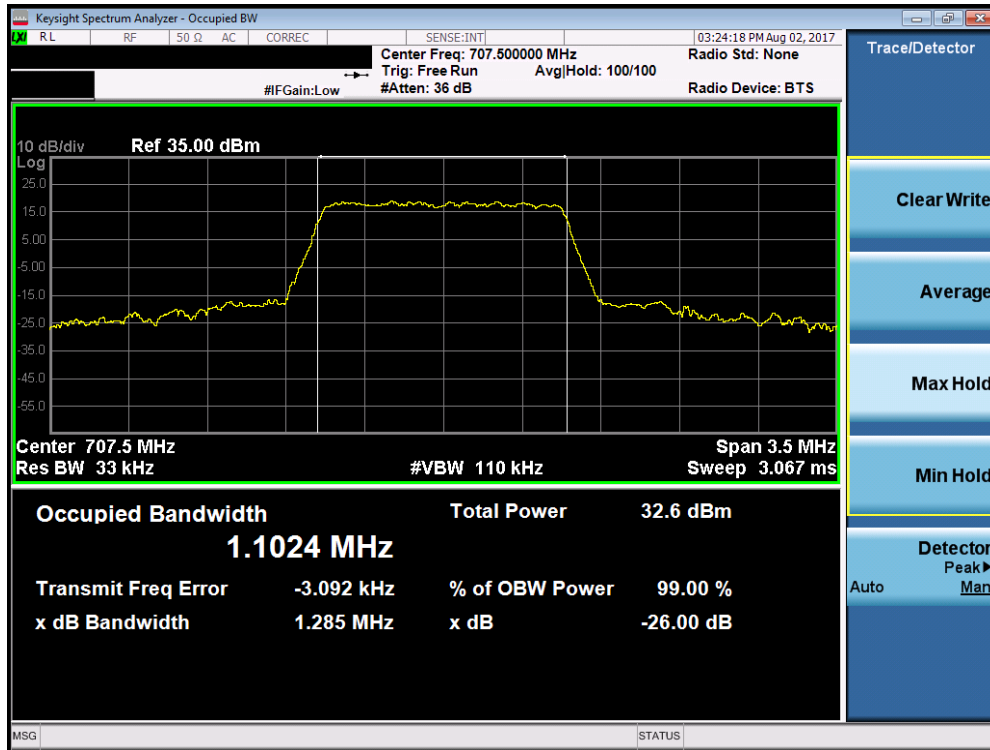 Keysight Spectrum Analyzer - Occupied BW
LXI RL RF 50 Ω AC CORREC SENSE:INT 03:24:18 PM Aug 02, 2017
Center Freq: 707.500000 MHz Radio Std: None
Trig: Free Run Avg|Hold: 100/100
#IFGain:Low #Atten: 36 dB Radio Device: BTS
Trace/Detector
10 dB/div Ref 35.00 dBm
Log
25.0
15.0
5.00
-5.00
-15.0
-25.0
-35.0
-45.0
-55.0
Center 707.5 MHz Span 3.5 MHz
Res BW 33 kHz #VBW 110 kHz Sweep 3.067 ms
Occupied Bandwidth Total Power 32.6 dBm
1.1024 MHz
Transmit Freq Error -3.092 kHz % of OBW Power 99.00 %
x dB Bandwidth 1.285 MHz x dB -26.00 dB
Clear Write
Average
Max Hold
Min Hold
Detector
Peak▶
Auto Man
MSG STATUS